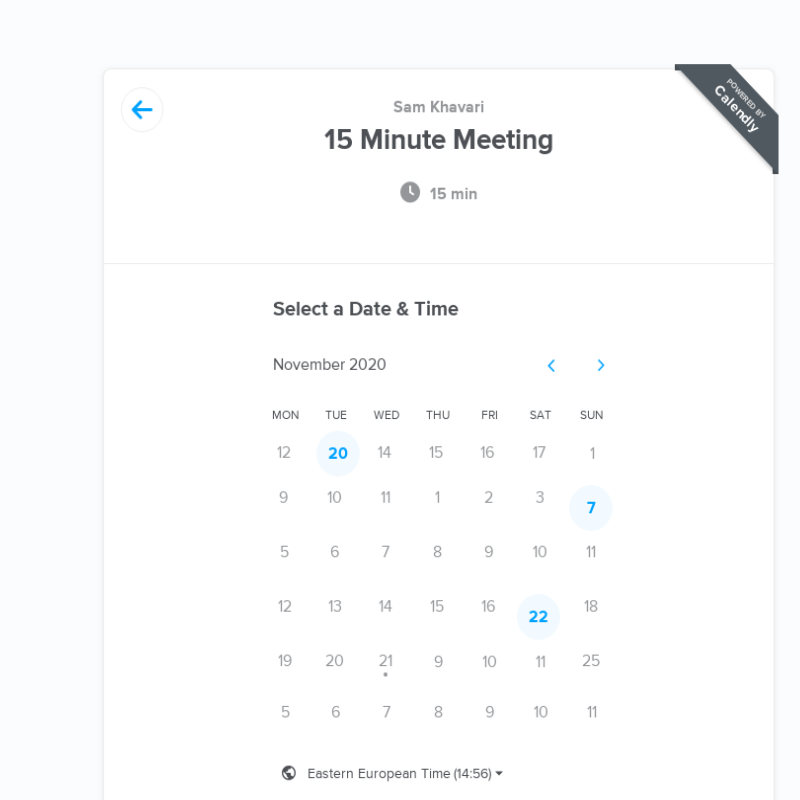 Sam Khavari
15 Minute Meeting
POWERED BY
Calendly
15 min
Select a Date & Time
November 2020
MON TUE WED THU FRI SAT SUN
12 20 14 15 16 17 1
9 10 11 1 2 3 7
5 6 7 8 9 10 11
12 13 14 15 16 22 18
19 20 21 9 10 11 25
5 6 7 8 9 10 11
Eastern European Time (14:56)